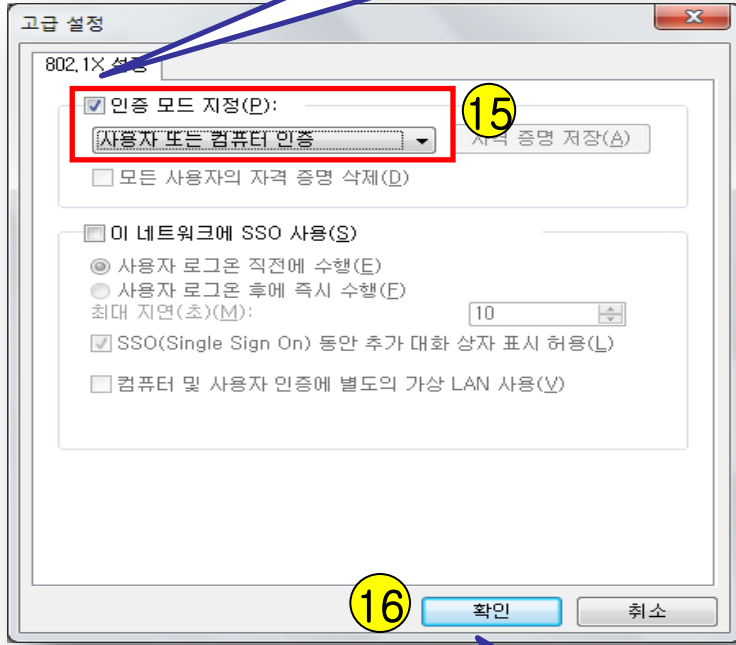 고급 설정
802.1X 설정
인증 모드 지정(P):
15
사용자 또는 컴퓨터 인증
자격 증명 저장(A)
모든 사용자의 자격 증명 삭제(D)
이 네트워크에 SSO 사용(S)
사용자 로그온 직전에 수행(E)
사용자 로그온 후에 즉시 수행(F)
최대 지연(초)(M):
10
SSO(Single Sign On) 동안 추가 대화 상자 표시 허용(L)
컴퓨터 및 사용자 인증에 별도의 가상 LAN 사용(V)
16
확인
취소